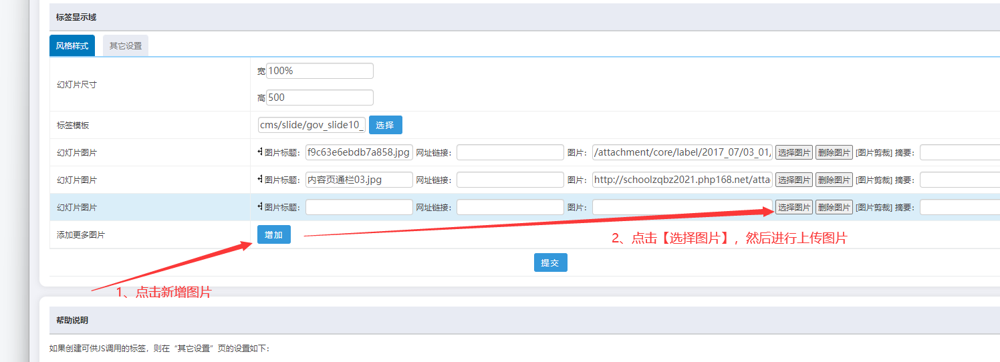 标签显示域
风格样式 其它设置
幻灯片尺寸
宽 100%
高 500
标签模板 cms/slide/gov_slide10_ 选择
幻灯片图片 图片标题： f9c63e6ebdb7a858.jpg 网址链接： 图片： /attachment/core/label/2017_07/03_01, 选择图片 删除图片 [图片剪裁] 摘要：
幻灯片图片 图片标题： 内容页通栏03.jpg 网址链接： 图片： http://schoolzqbz2021.php168.net/atta 选择图片 删除图片 [图片剪裁] 摘要：
幻灯片图片 图片标题： 网址链接： 图片： 选择图片 删除图片 [图片剪裁] 摘要：
添加更多图片 增加
2、点击【选择图片】，然后进行上传图片
提交
1、点击新增图片
帮助说明
如果创建可供JS调用的标签，则在“其它设置”页的设置如下：